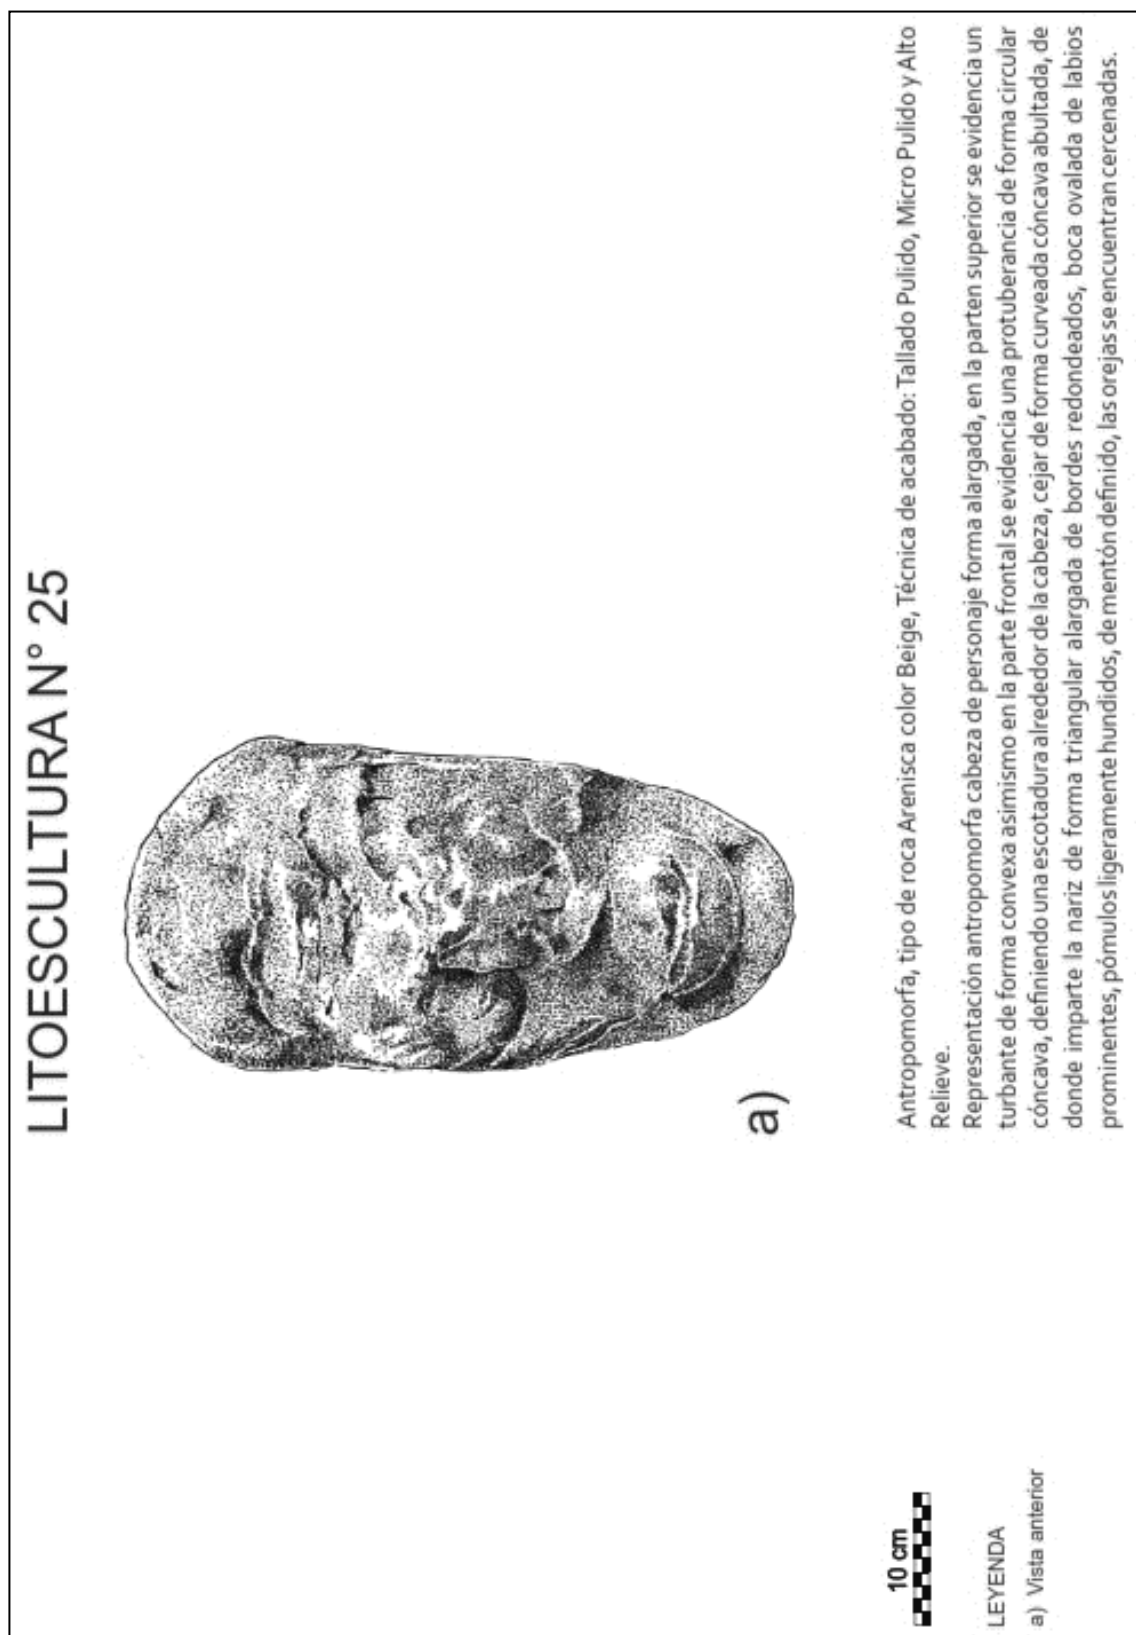 LITOESCULTURA N° 25
a)
10 cm
LEYENDA
a) Vista anterior
Antropomorfa, tipo de roca Arenisca color Beige, Técnica de acabado: Tallado Pulido, Micro Pulido y Alto
Relieve.
Representación antropomorfa cabeza de personaje forma alargada, en la parten superior se evidencia un
turbante de forma convexa asimismo en la parte frontal se evidencia una protuberancia de forma circular
cóncava, definiendo una escotadura alrededor de la cabeza, cejar de forma curveada cóncava abultada, de
donde imparte la nariz de forma triangular alargada de bordes redondeados, boca ovalada de labios
prominentes, pómulos ligeramente hundidos, de mentón definido, las orejas se encuentran cercenadas.